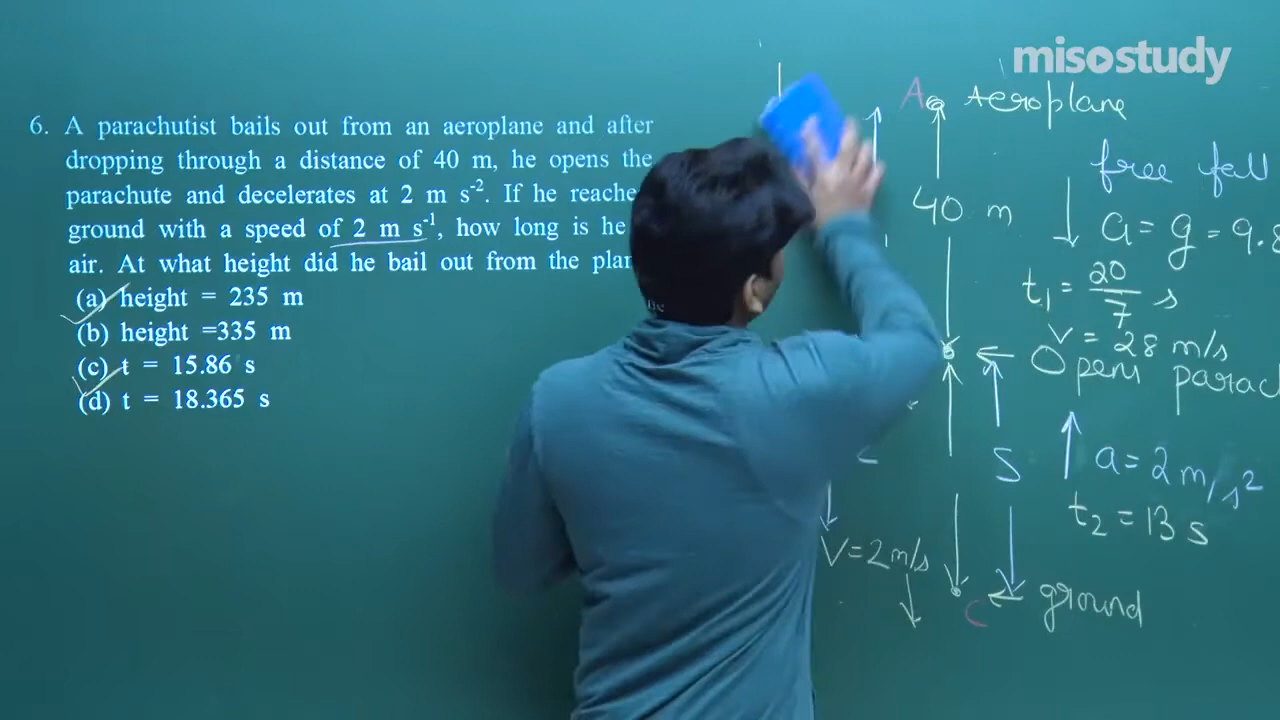 misostudy
6. A parachutist bails out from an aeroplane and after
dropping through a distance of 40 m, he opens the
parachute and decelerates at 2 m s-2. If he reache
ground with a speed of 2 m s-1, how long is he
air. At what height did he bail out from the plan
(a) height = 235 m
(b) height =335 m
(c) t = 15.86 s
(d) t = 18.365 s
A Aeroplane
free fall
40 m
a = g = 9.8
t1 = 20/7 s
v = 28 m/s
Opens parac
S
a = 2 m/s2
t2 = 13 s
V = 2 m/s
C ground